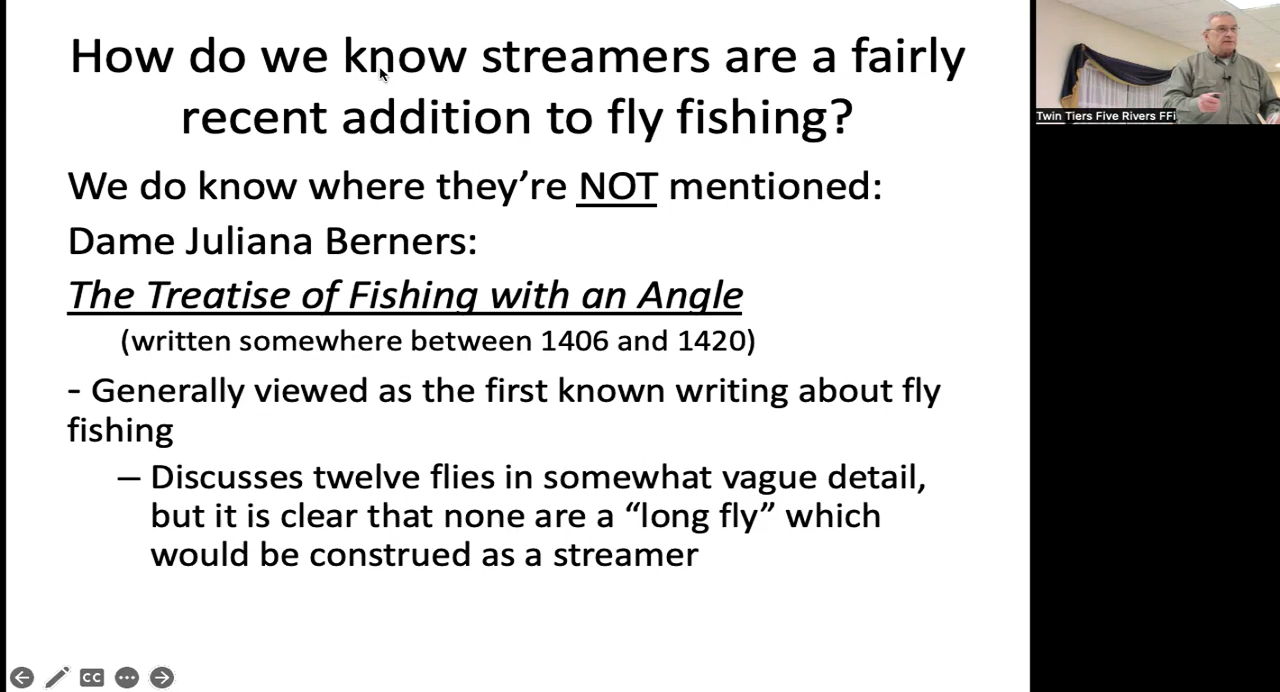 How do we know streamers are a fairly
recent addition to fly fishing?
We do know where they're NOT mentioned:
Dame Juliana Berners:
The Treatise of Fishing with an Angle
(written somewhere between 1406 and 1420)
- Generally viewed as the first known writing about fly
fishing
– Discusses twelve flies in somewhat vague detail,
but it is clear that none are a “long fly” which
would be construed as a streamer
Twin Tiers Five Rivers FFi
CC